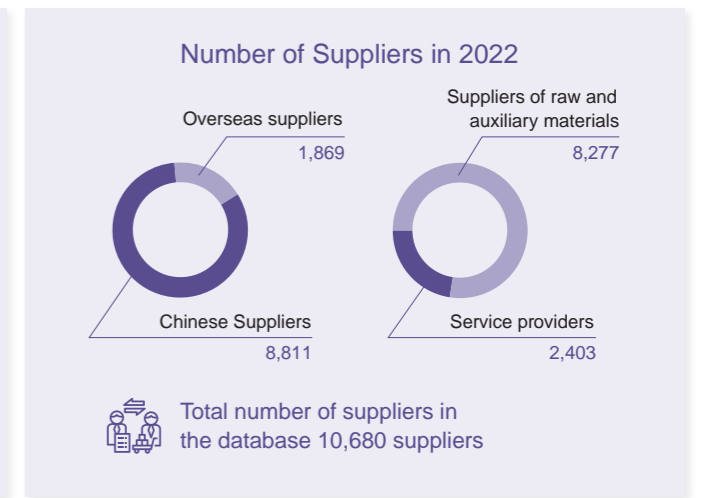 Number of Suppliers in 2022
Overseas suppliers
1,869
Suppliers of raw and
auxiliary materials
8,277
Chinese Suppliers
8,811
Service providers
2,403
Total number of suppliers in
the database 10,680 suppliers